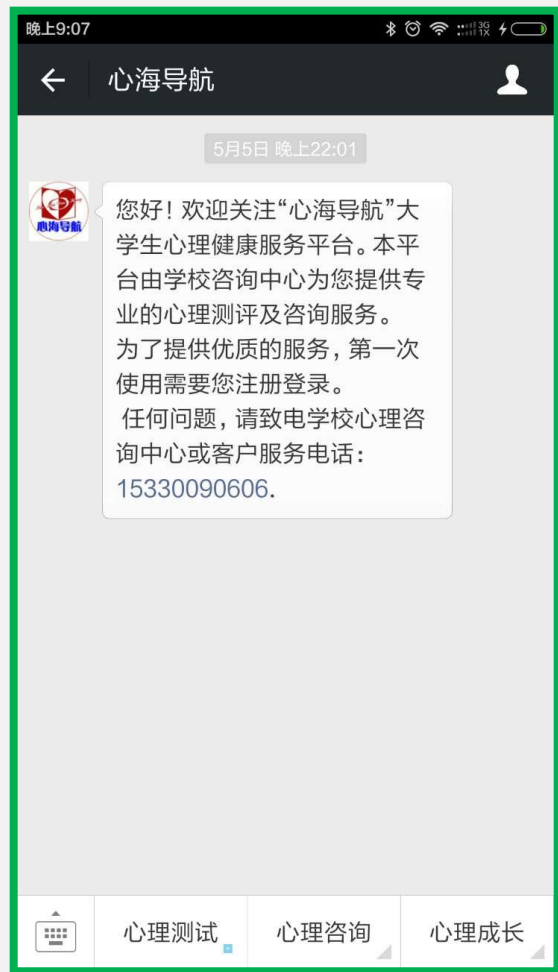 晚上9:07
3G
1X
心海导航
5月5日 晚上22:01
心海导航
您好！欢迎关注“心海导航”大
学生心理健康服务平台。本平
台由学校咨询中心为您提供专
业的心理测评及咨询服务。
为了提供优质的服务，第一次
使用需要您注册登录。
任何问题，请致电学校心理咨
询中心或客户服务电话：
15330090606.
心理测试
心理咨询
心理成长